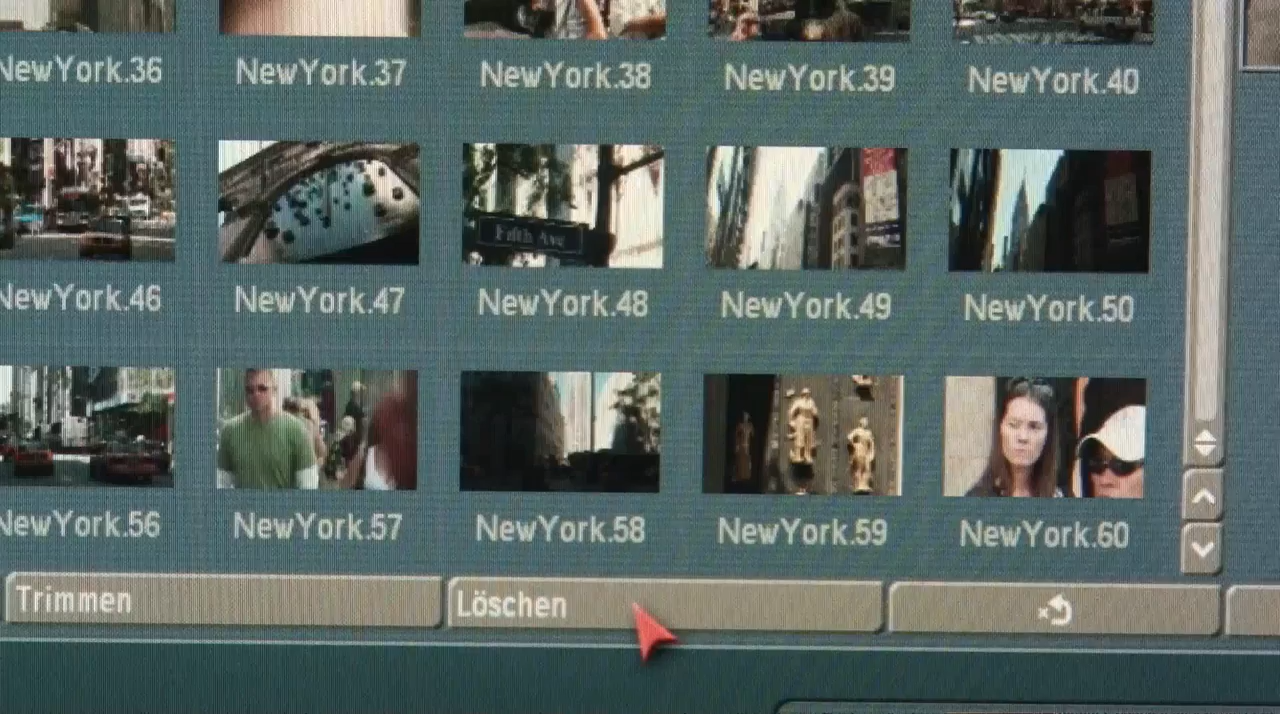 NewYork.36 NewYork.37 NewYork.38 NewYork.39 NewYork.40
Fifth Ave
NewYork.46 NewYork.47 NewYork.48 NewYork.49 NewYork.50
NewYork.56 NewYork.57 NewYork.58 NewYork.59 NewYork.60
Trimmen Löschen